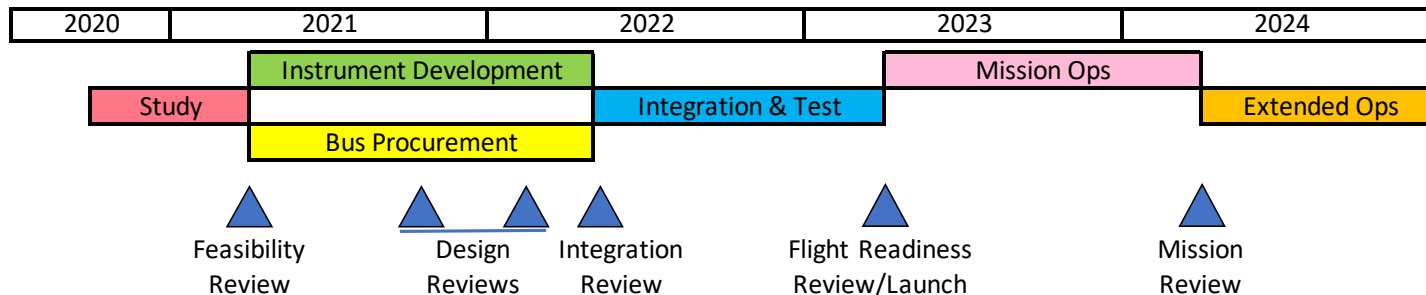 2020 2021 2022 2023 2024
Instrument Development Mission Ops
Study Integration & Test Extended Ops
Bus Procurement
Feasibility Design Integration Flight Readiness Mission
Review Reviews Review Review/Launch Review